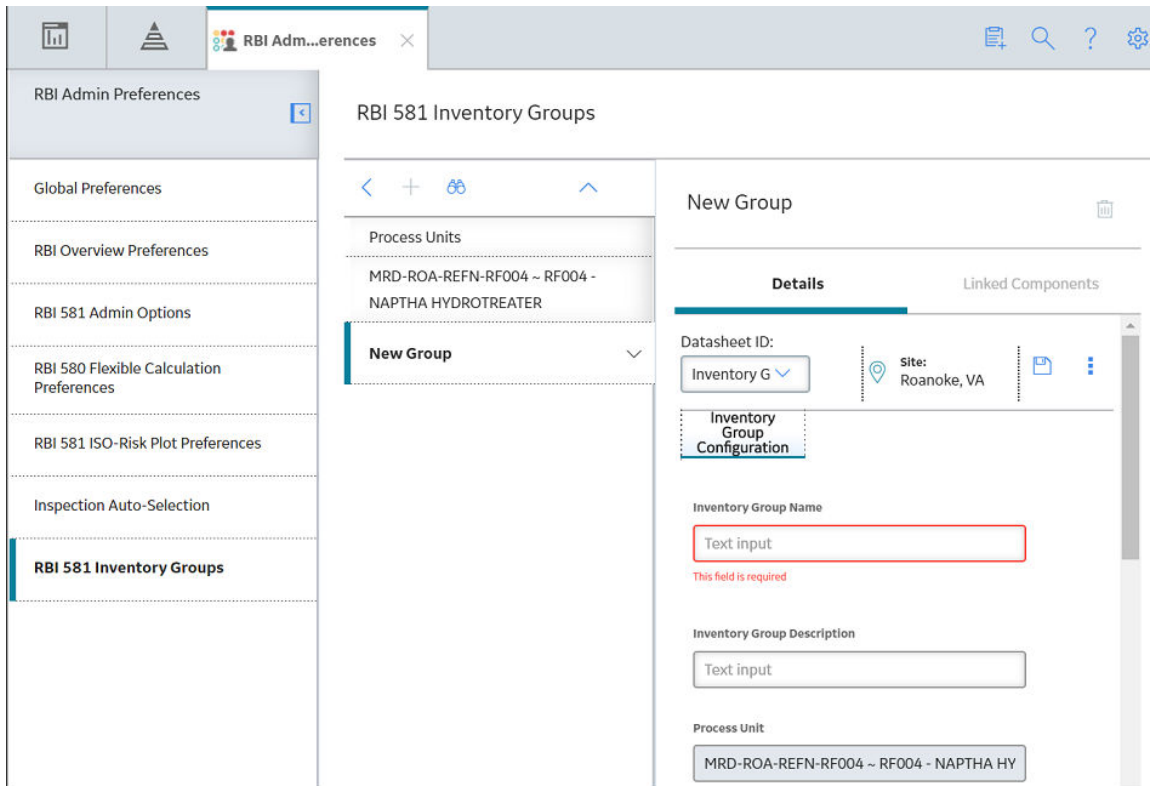 RBI Adm...erences
RBI Admin Preferences
Global Preferences
RBI Overview Preferences
RBI 581 Admin Options
RBI 580 Flexible Calculation
Preferences
RBI 581 ISO-Risk Plot Preferences
Inspection Auto-Selection
RBI 581 Inventory Groups
RBI 581 Inventory Groups
Process Units
MRD-ROA-REFN-RF004 ~ RF004 -
NAPTHA HYDROTREATER
New Group
New Group
Details
Linked Components
Datasheet ID:
Inventory G
Site:
Roanoke, VA
Inventory
Group
Configuration
Inventory Group Name
Text input
This field is required
Inventory Group Description
Text input
Process Unit
MRD-ROA-REFN-RF004 ~ RF004 - NAPTHA HY